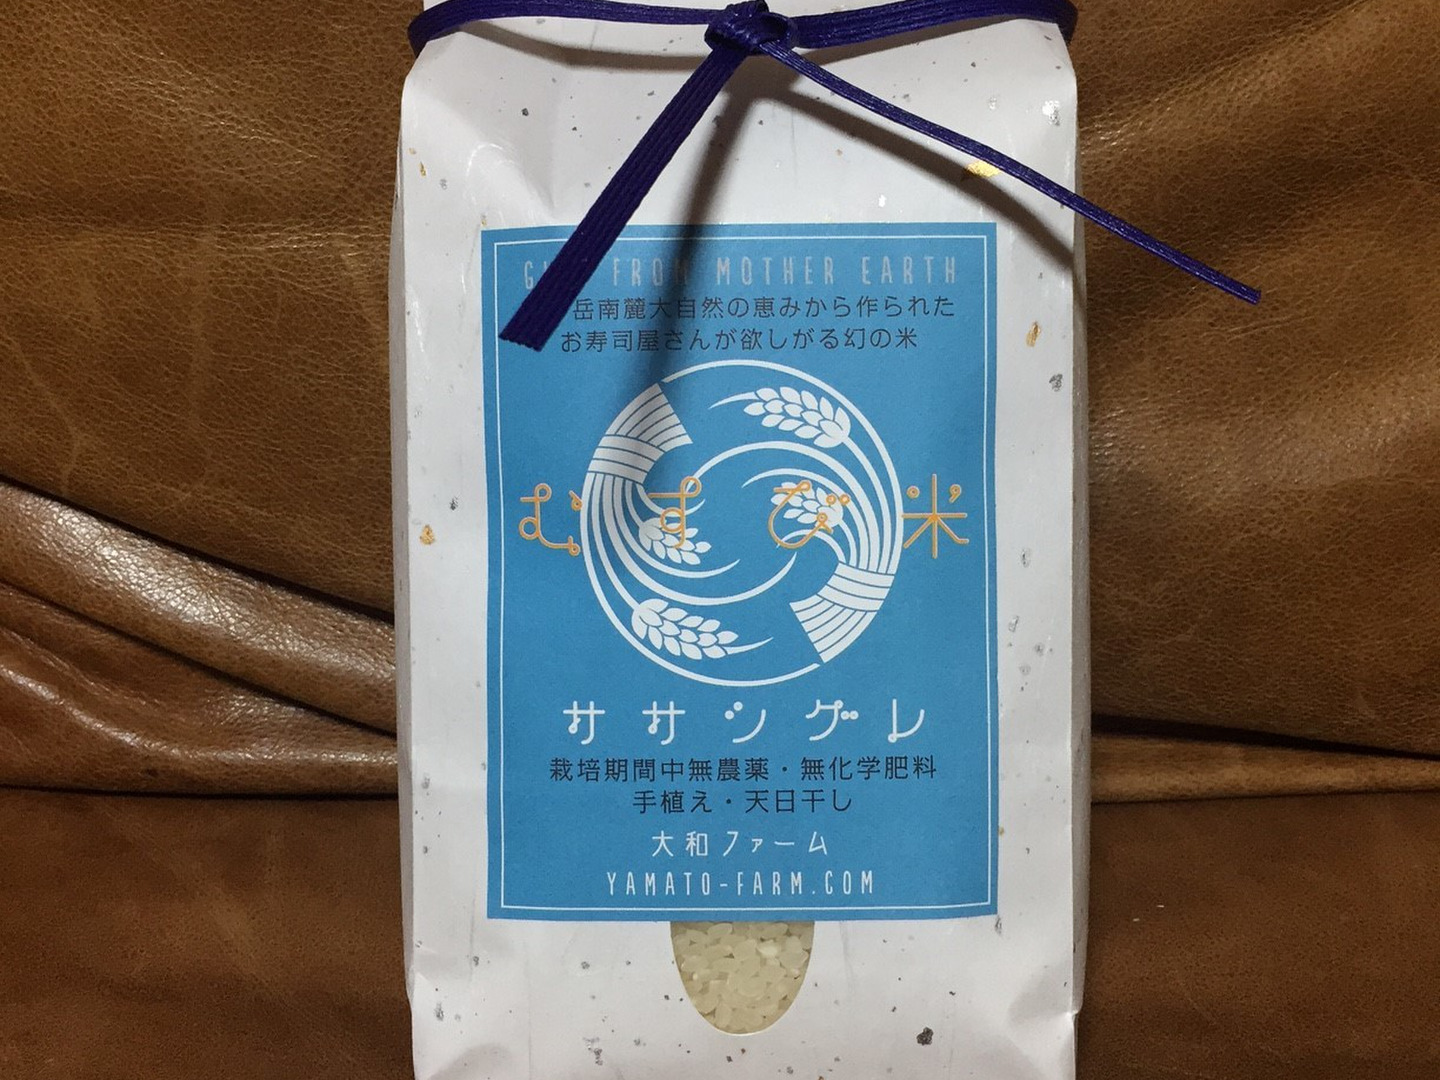 FROM MOTHER EARTH
岳南麓大自然の恵みから作られた
お寿司屋さんが欲しがる幻の米
むすび米
ササシグレ
栽培期間中無農薬・無化学肥料
手植え・天日干し
大和ファーム
YAMATO-FARM.COM